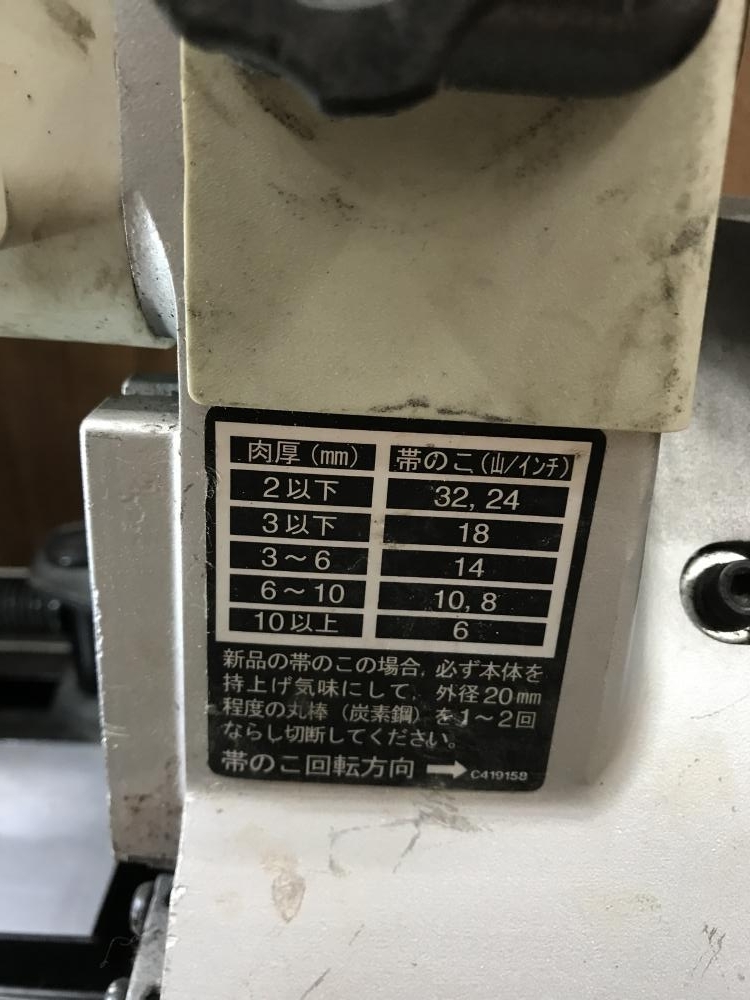 肉厚(mm) 帯のこ(山/インチ)
2以下 32, 24
3以下 18
3〜6 14
6〜10 10, 8
10以上 6
新品の帯のこの場合, 必ず本体を
持上げ気味にして、外径20mm
程度の丸棒(炭素鋼)を1〜2回
ならし切断してください。
帯のこ回転方向 → C419158